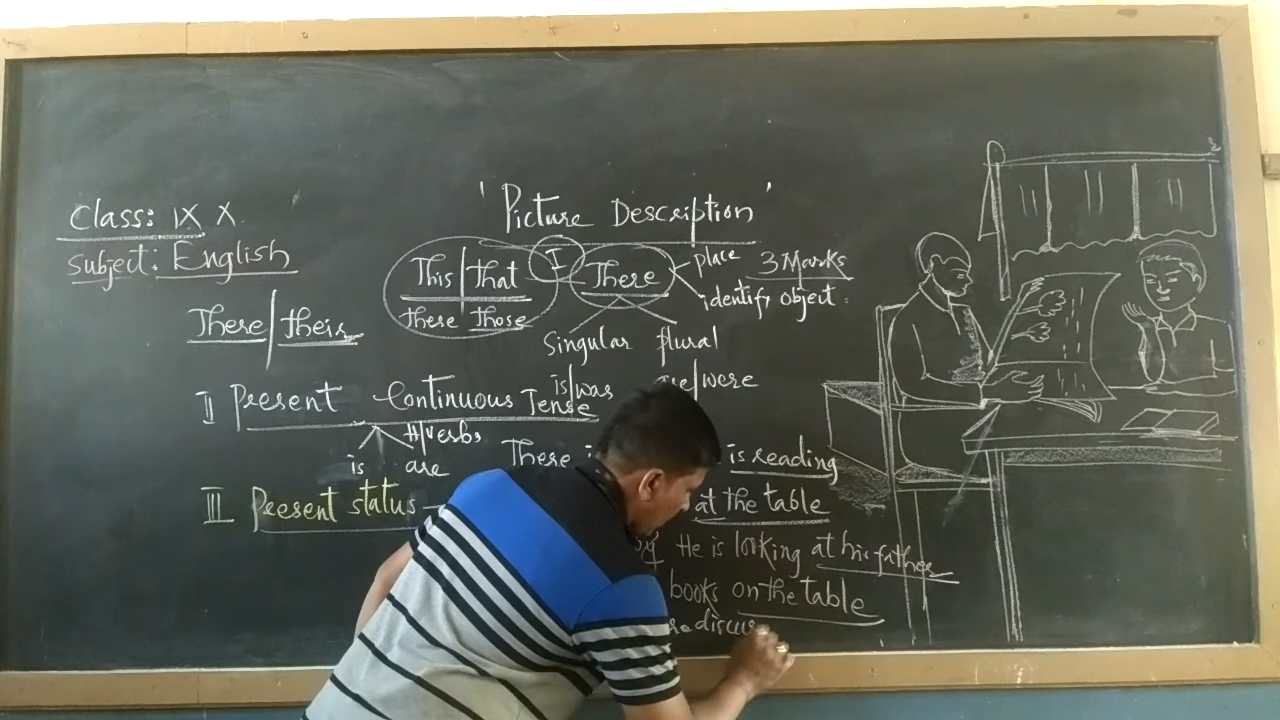 Class: IX X
Subject: English
'Picture Description'
This | that
these those
I
There
place
identify object:
3 Marks
Singular plural
is/was are/were
There | their
II Present Continuous Tense
is are H/verbs
There is reading
III Present status
at the table
He is looking at his father
books on the table
discus